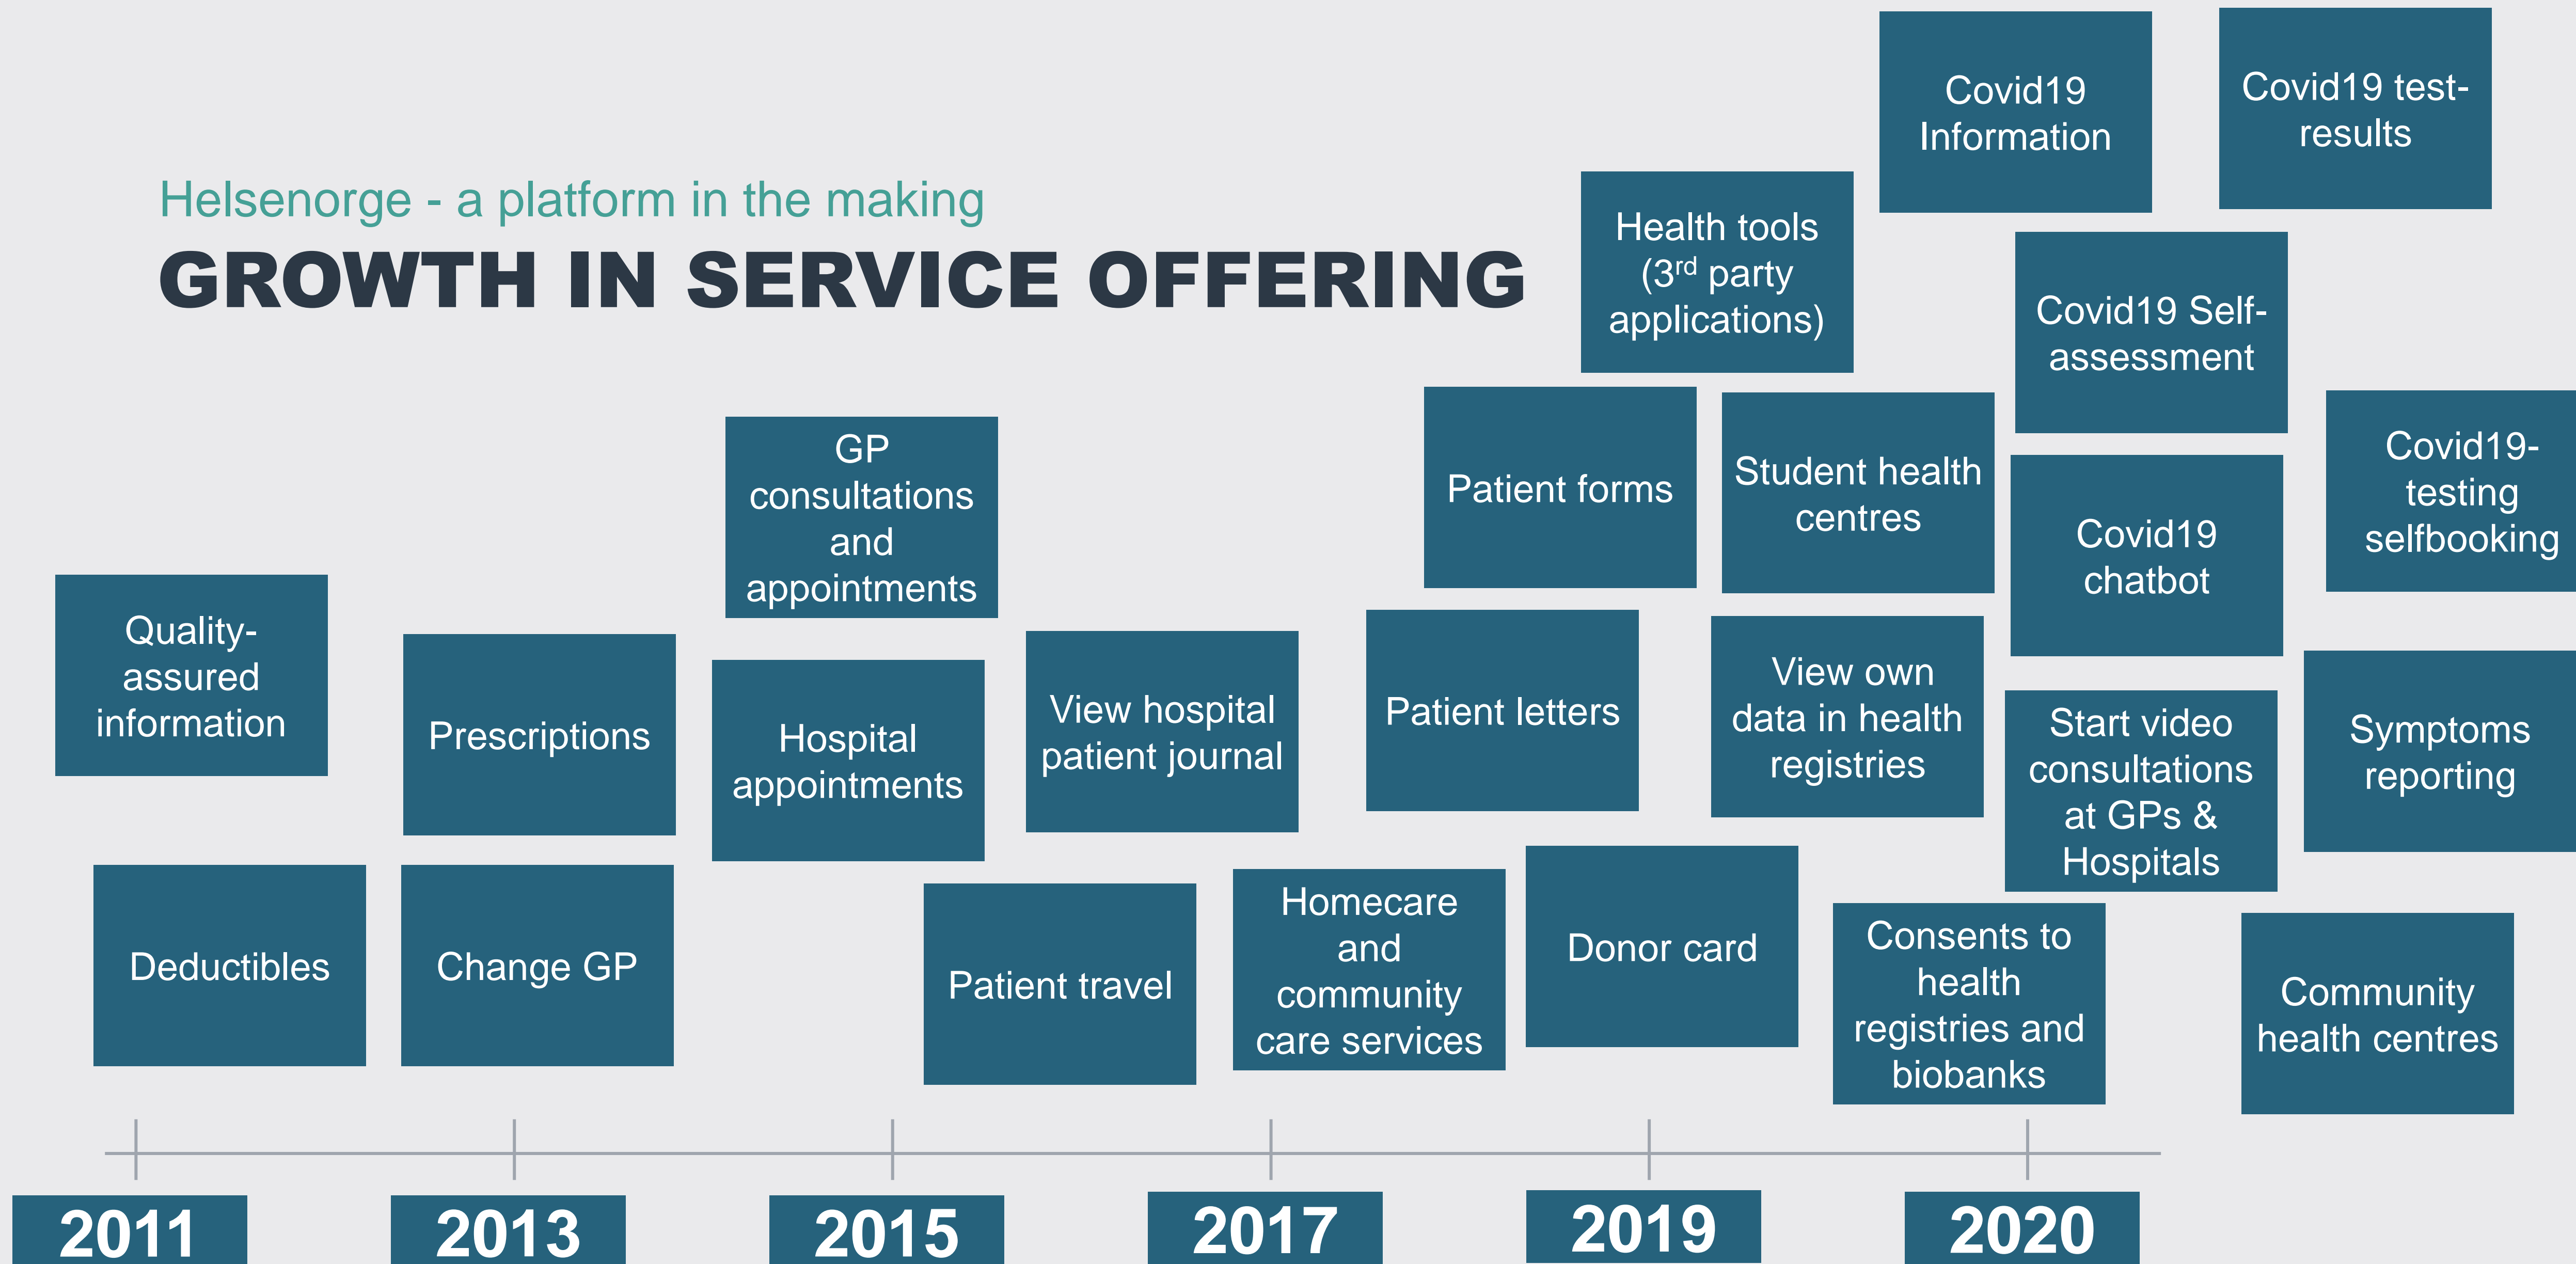 Helsenorge - a platform in the making
GROWTH IN SERVICE OFFERING
Quality-
assured
information
Deductibles
Prescriptions
Change GP
GP
consultations
and
appointments
Hospital
appointments
View hospital
patient journal
Patient travel
Homecare
and
community
care services
Patient forms
Patient letters
Health tools
(3rd party
applications)
Student health
centres
View own
data in health
registries
Donor card
Consents to
health
registries and
biobanks
Covid19
Information
Covid19 test-
results
Covid19 Self-
assessment
Covid19
chatbot
Covid19-
testing
selfbooking
Start video
consultations
at GPs &
Hospitals
Symptoms
reporting
Community
health centres
2011
2013
2015
2017
2019
2020